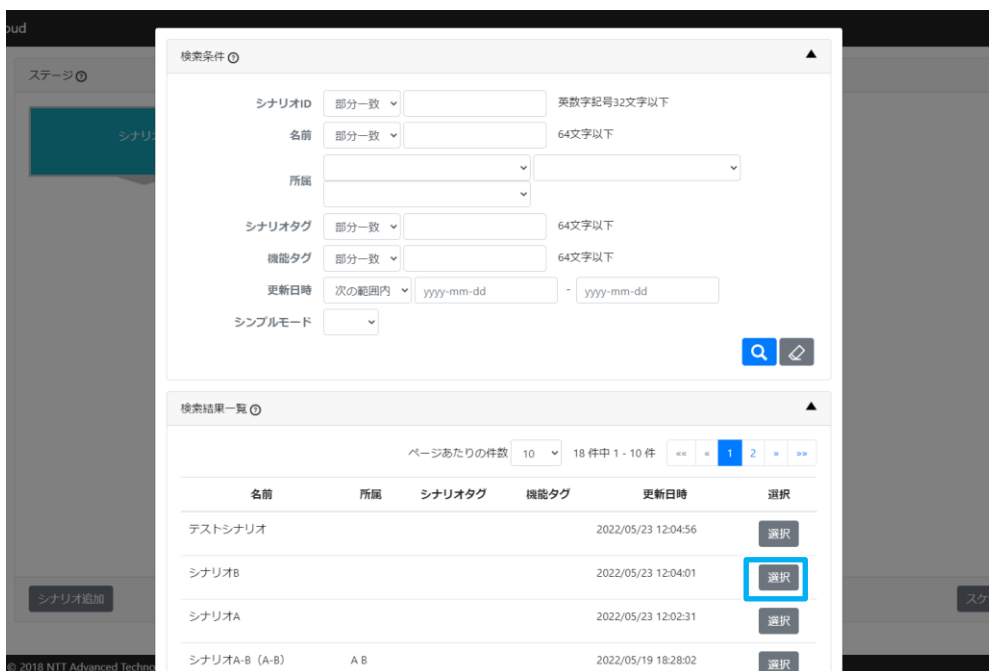 oud
ステージ
シナリ
検索条件
シナリオID 部分一致 英数字記号32文字以下
名前 部分一致 64文字以下
所属
シナリオタグ 部分一致 64文字以下
機能タグ 部分一致 64文字以下
更新日時 次の範囲内 yyyy-mm-dd - yyyy-mm-dd
シンプルモード
検索結果一覧
ページあたりの件数 10 18 件中 1 - 10 件 «« « 1 2 » »»
名前 所属 シナリオタグ 機能タグ 更新日時 選択
テストシナリオ 2022/05/23 12:04:56 選択
シナリオB 2022/05/23 12:04:01 選択
シナリオ追加 スケ
シナリオA 2022/05/23 12:02:31 選択
シナリオA-B（A-B） A B 2022/05/19 18:28:02 選択
© 2018 NTT Advanced Techno